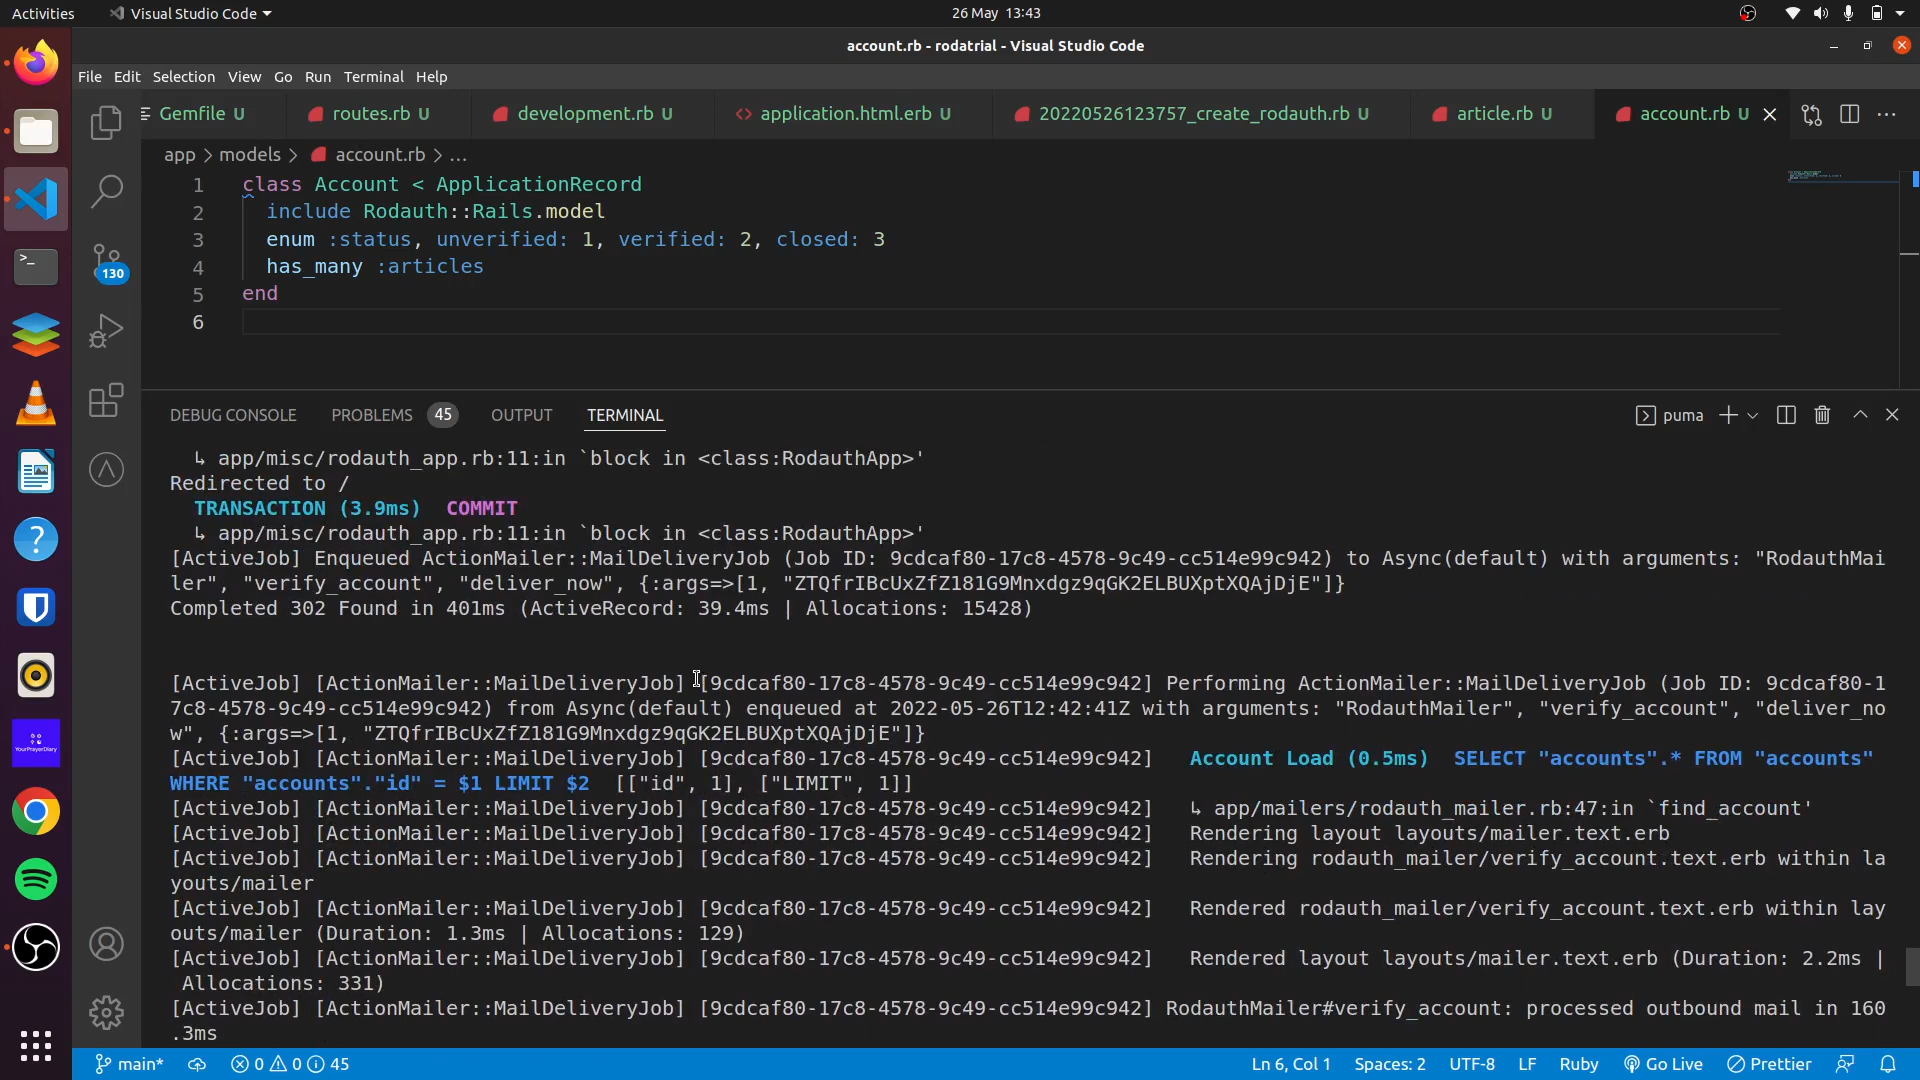 Activities Visual Studio Code 26 May 13:43
account.rb - rodatrial - Visual Studio Code
File Edit Selection View Go Run Terminal Help
Gemfile U routes.rb U development.rb U application.html.erb U 20220526123757_create_rodauth.rb U article.rb U account.rb U
app > models > account.rb > ...
1 class Account < ApplicationRecord
2 include Rodauth::Rails.model
3 enum :status, unverified: 1, verified: 2, closed: 3
4 has_many :articles
5 end
6
130
DEBUG CONSOLE PROBLEMS 45 OUTPUT TERMINAL puma
↳ app/misc/rodauth_app.rb:11:in `block in <class:RodauthApp>'
Redirected to /
TRANSACTION (3.9ms) COMMIT
↳ app/misc/rodauth_app.rb:11:in `block in <class:RodauthApp>'
[ActiveJob] Enqueued ActionMailer::MailDeliveryJob (Job ID: 9cdcaf80-17c8-4578-9c49-cc514e99c942) to Async(default) with arguments: "RodauthMai
ler", "verify_account", "deliver_now", {:args=>[1, "ZTQfrIBcUxZfZ181G9Mnxdgz9qGK2ELBUXptXQAjDjE"]}
Completed 302 Found in 401ms (ActiveRecord: 39.4ms | Allocations: 15428)
[ActiveJob] [ActionMailer::MailDeliveryJob] [9cdcaf80-17c8-4578-9c49-cc514e99c942] Performing ActionMailer::MailDeliveryJob (Job ID: 9cdcaf80-1
7c8-4578-9c49-cc514e99c942) from Async(default) enqueued at 2022-05-26T12:42:41Z with arguments: "RodauthMailer", "verify_account", "deliver_no
w", {:args=>[1, "ZTQfrIBcUxZfZ181G9Mnxdgz9qGK2ELBUXptXQAjDjE"]}
[ActiveJob] [ActionMailer::MailDeliveryJob] [9cdcaf80-17c8-4578-9c49-cc514e99c942] Account Load (0.5ms) SELECT "accounts".* FROM "accounts"
WHERE "accounts"."id" = $1 LIMIT $2 [["id", 1], ["LIMIT", 1]]
[ActiveJob] [ActionMailer::MailDeliveryJob] [9cdcaf80-17c8-4578-9c49-cc514e99c942] ↳ app/mailers/rodauth_mailer.rb:47:in `find_account'
[ActiveJob] [ActionMailer::MailDeliveryJob] [9cdcaf80-17c8-4578-9c49-cc514e99c942] Rendering layout layouts/mailer.text.erb
[ActiveJob] [ActionMailer::MailDeliveryJob] [9cdcaf80-17c8-4578-9c49-cc514e99c942] Rendering rodauth_mailer/verify_account.text.erb within la
youts/mailer
[ActiveJob] [ActionMailer::MailDeliveryJob] [9cdcaf80-17c8-4578-9c49-cc514e99c942] Rendered rodauth_mailer/verify_account.text.erb within lay
outs/mailer (Duration: 1.3ms | Allocations: 129)
[ActiveJob] [ActionMailer::MailDeliveryJob] [9cdcaf80-17c8-4578-9c49-cc514e99c942] Rendered layout layouts/mailer.text.erb (Duration: 2.2ms |
Allocations: 331)
[ActiveJob] [ActionMailer::MailDeliveryJob] [9cdcaf80-17c8-4578-9c49-cc514e99c942] RodauthMailer#verify_account: processed outbound mail in 160
.3ms
YourPrayerDiary
main* 0 0 45 Ln 6, Col 1 Spaces: 2 UTF-8 LF Ruby Go Live Prettier